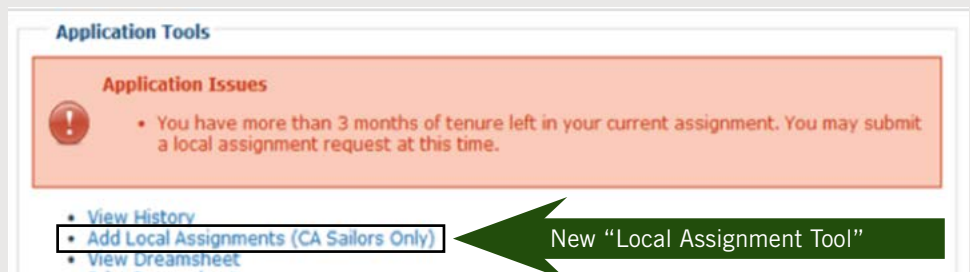 Application Tools
Application Issues
• You have more than 3 months of tenure left in your current assignment. You may submit
a local assignment request at this time.
• View History
• Add Local Assignments (CA Sailors Only)
New “Local Assignment Tool”
• View Dreamsheet